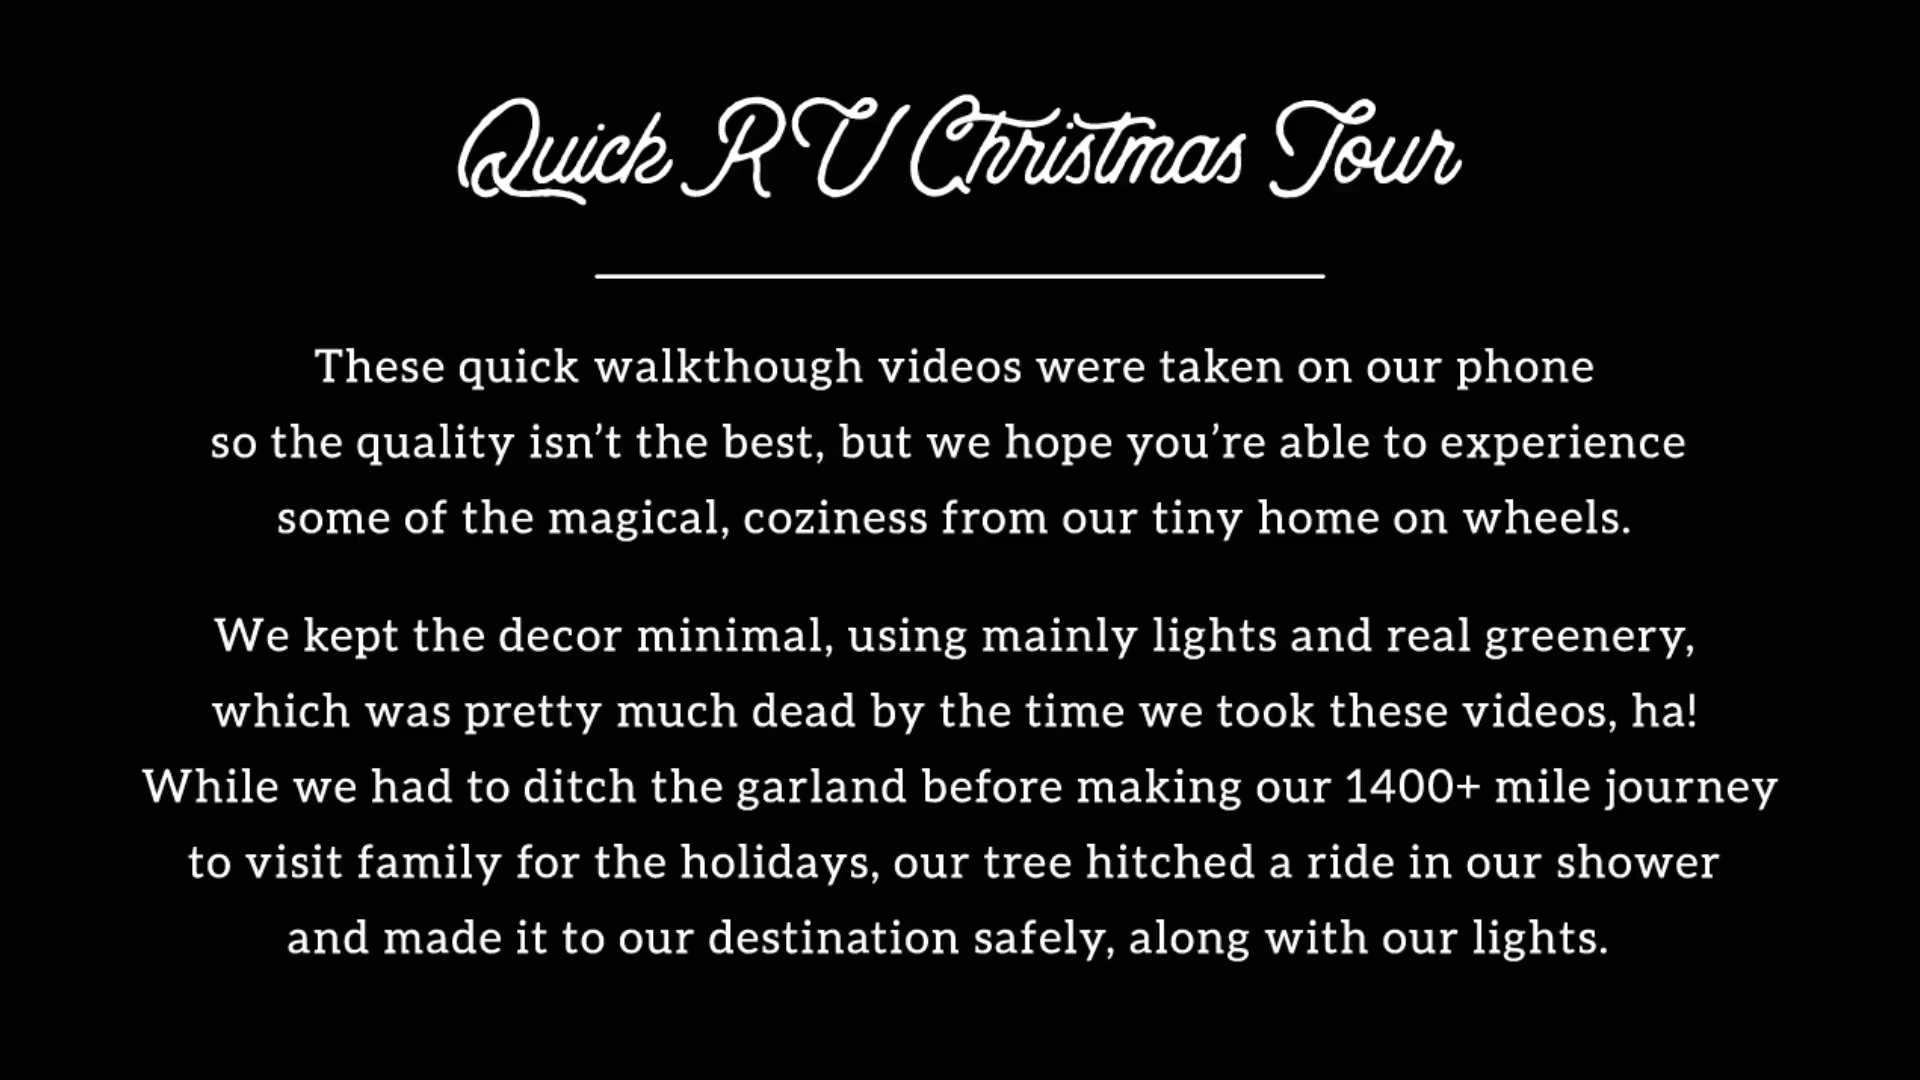 Quick RV Christmas Tour
These quick walkthough videos were taken on our phone
so the quality isn’t the best, but we hope you’re able to experience
some of the magical, coziness from our tiny home on wheels.
We kept the decor minimal, using mainly lights and real greenery,
which was pretty much dead by the time we took these videos, ha!
While we had to ditch the garland before making our 1400+ mile journey
to visit family for the holidays, our tree hitched a ride in our shower
and made it to our destination safely, along with our lights.